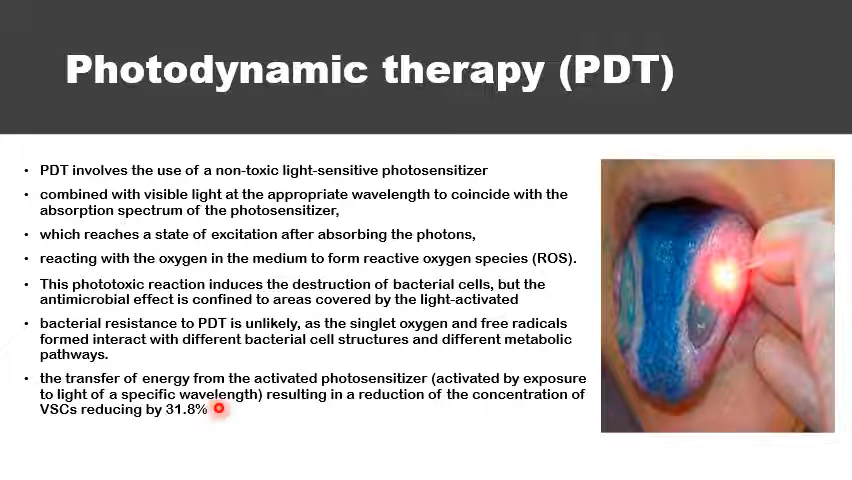 Photodynamic therapy (PDT)
• PDT involves the use of a non-toxic light-sensitive photosensitizer
• combined with visible light at the appropriate wavelength to coincide with the
absorption spectrum of the photosensitizer,
• which reaches a state of excitation after absorbing the photons,
• reacting with the oxygen in the medium to form reactive oxygen species (ROS).
• This phototoxic reaction induces the destruction of bacterial cells, but the
antimicrobial effect is confined to areas covered by the light-activated
• bacterial resistance to PDT is unlikely, as the singlet oxygen and free radicals
formed interact with different bacterial cell structures and different metabolic
pathways.
• the transfer of energy from the activated photosensitizer (activated by exposure
to light of a specific wavelength) resulting in a reduction of the concentration of
VSCs reducing by 31.8%